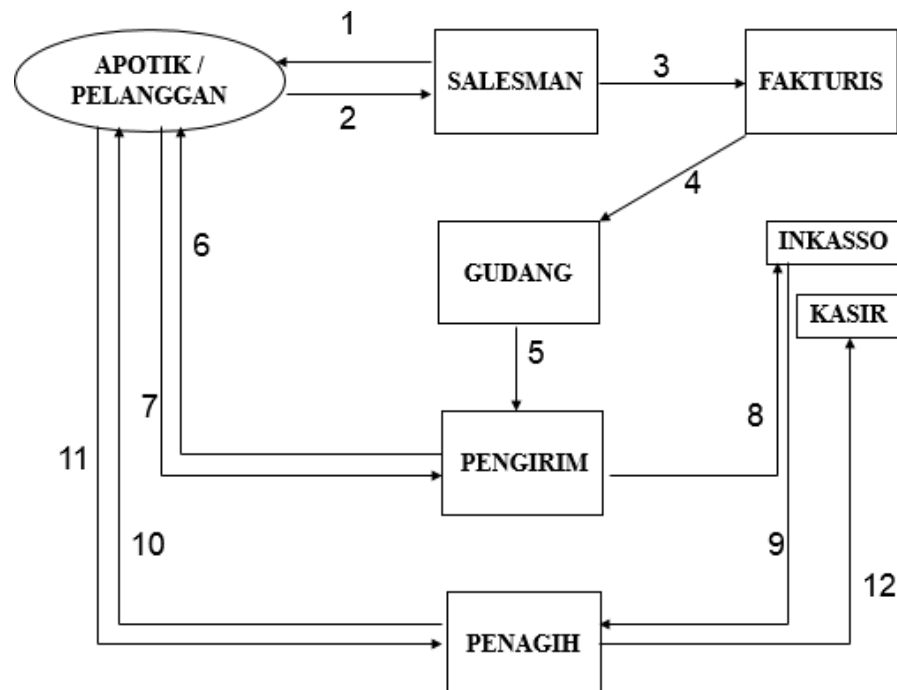 1
APOTIK /
PELANGGAN
SALESMAN
3
FAKTURIS
2
4
6
INKASSO
GUDANG
KASIR
5
7
8
11
PENGIRIM
10
9
12
PENAGIH